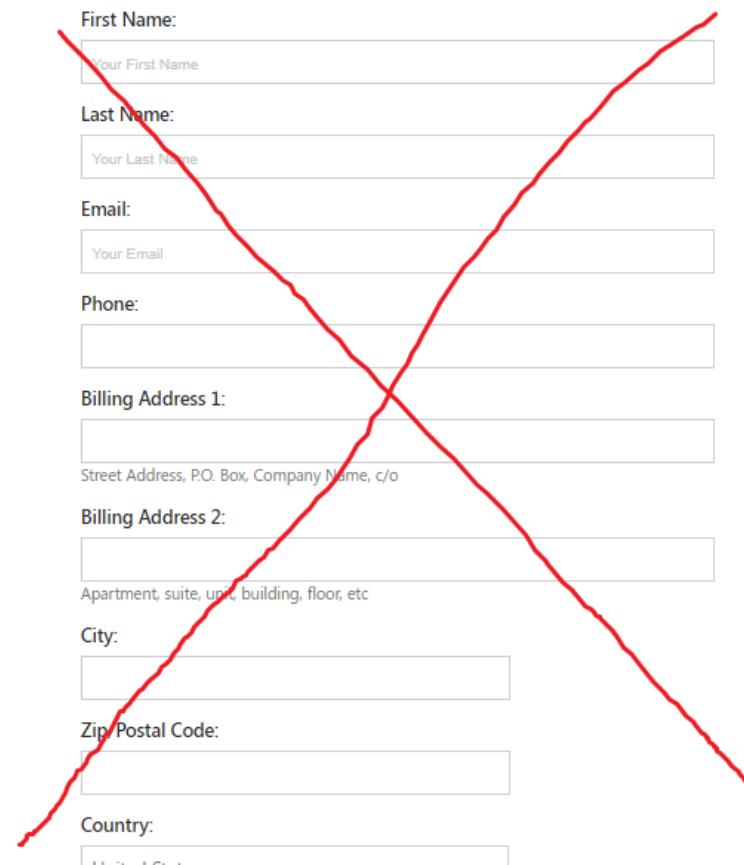 First Name:
Your First Name
Last Name:
Your Last Name
Email:
Your Email
Phone:
Billing Address 1:
Street Address, P.O. Box, Company Name, c/o
Billing Address 2:
Apartment, suite, unit, building, floor, etc
City:
Zip/Postal Code:
Country: